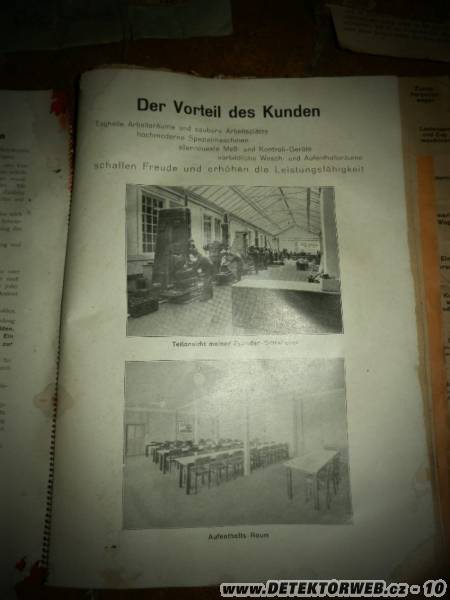 Der Vorteil des Kunden
Taghelle Arbeitsräume und saubere Arbeitsplätze
hochmoderne Spezialmaschinen
allerneueste Meß- und Kontroll-Geräte
vorbildliche Wasch- und Aufenthaltsräume
schaffen Freude und erhöhen die Leistungsfähigkeit
Teilansicht meiner Zylinder-Schleiferei
Aufenthalts-Raum
www.DETEKTORWEB.cz - 10